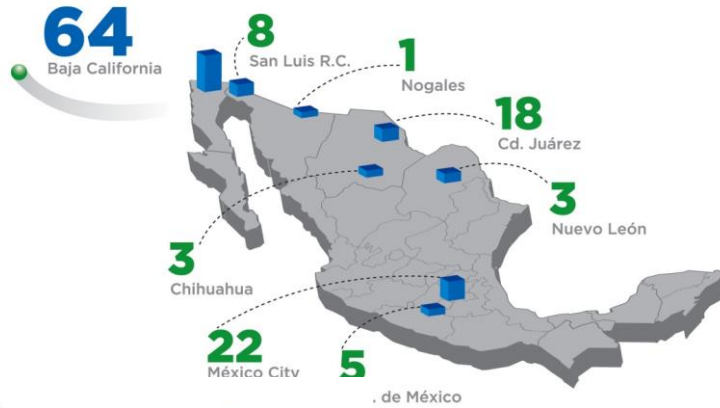 64
Baja California
8
San Luis R.C.
1
Nogales
18
Cd. Juárez
3
Nuevo León
3
Chihuahua
22
México City
5
. de México